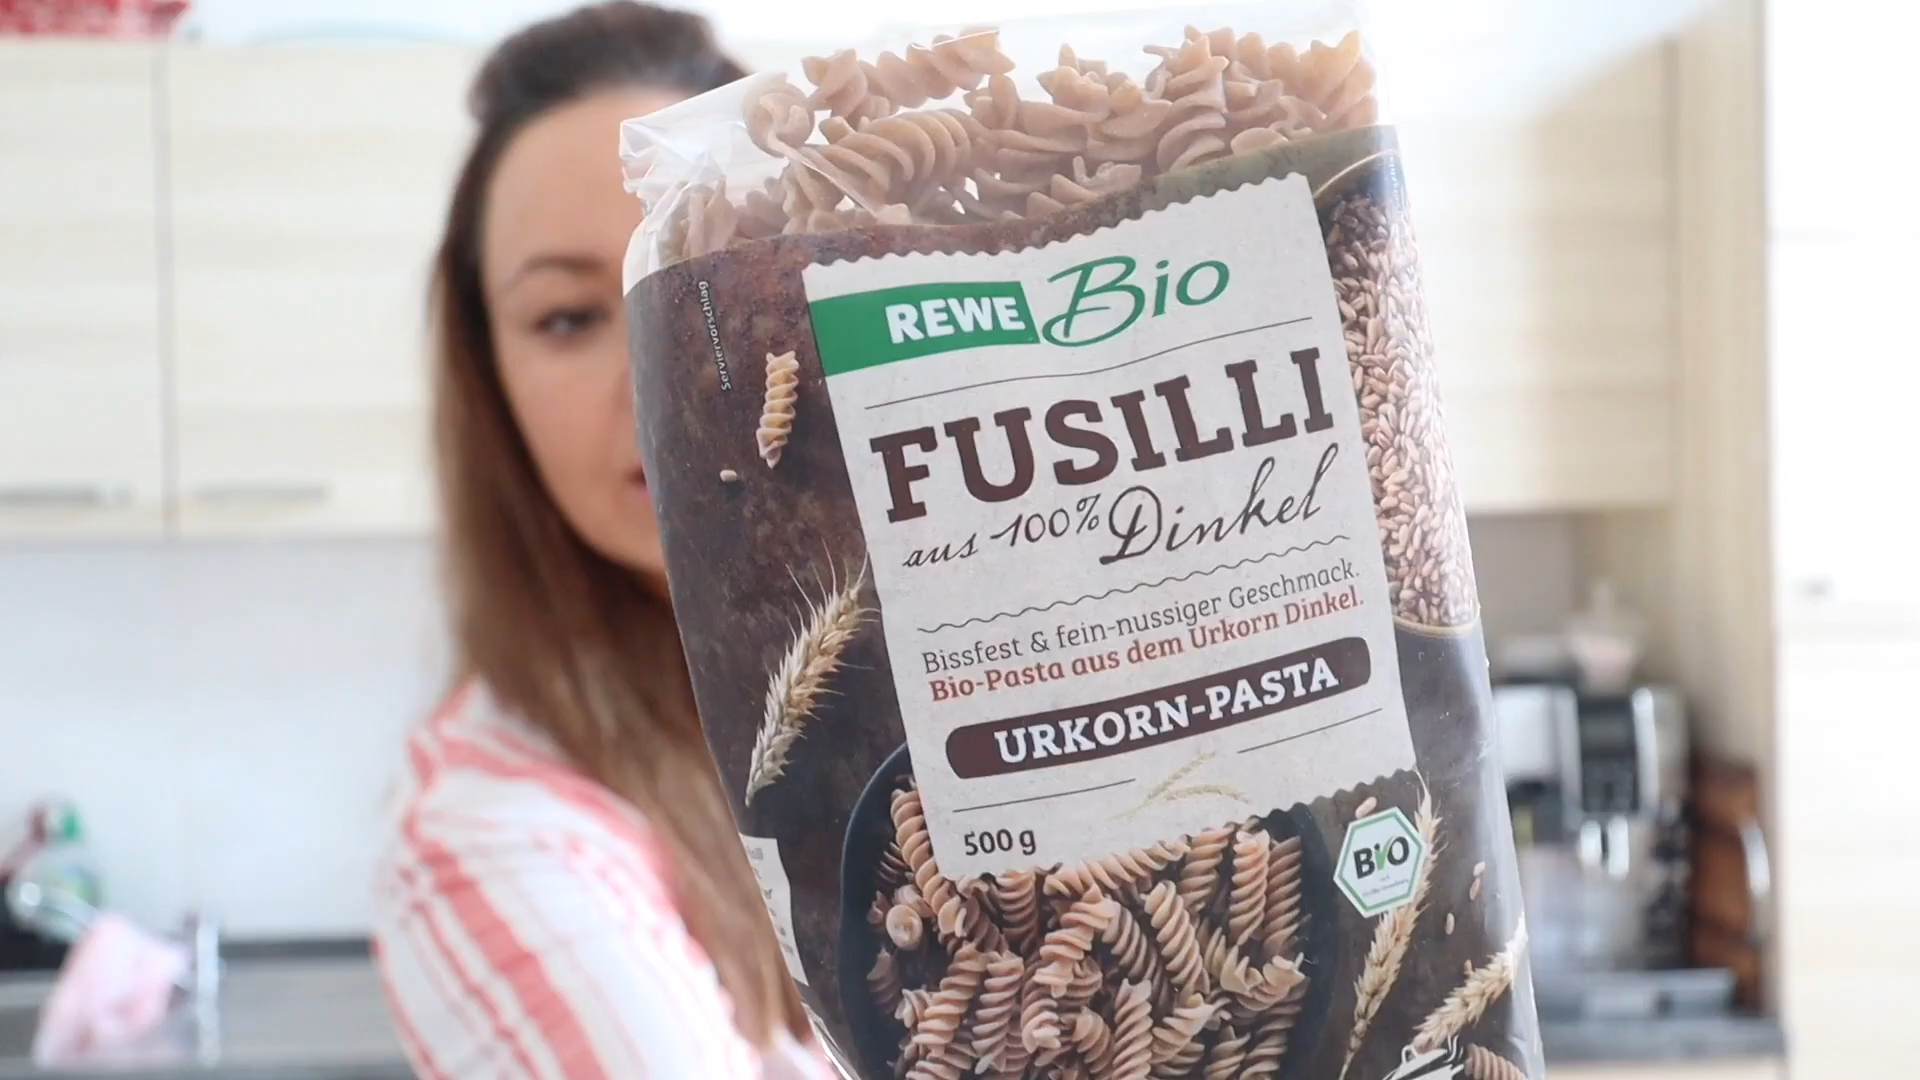 REWE Bio
FUSILLI
aus 100% Dinkel
Bissfest & fein-nussiger Geschmack.
Bio-Pasta aus dem Urkorn Dinkel.
URKORN-PASTA
500 g
Serviervorschlag
BIO